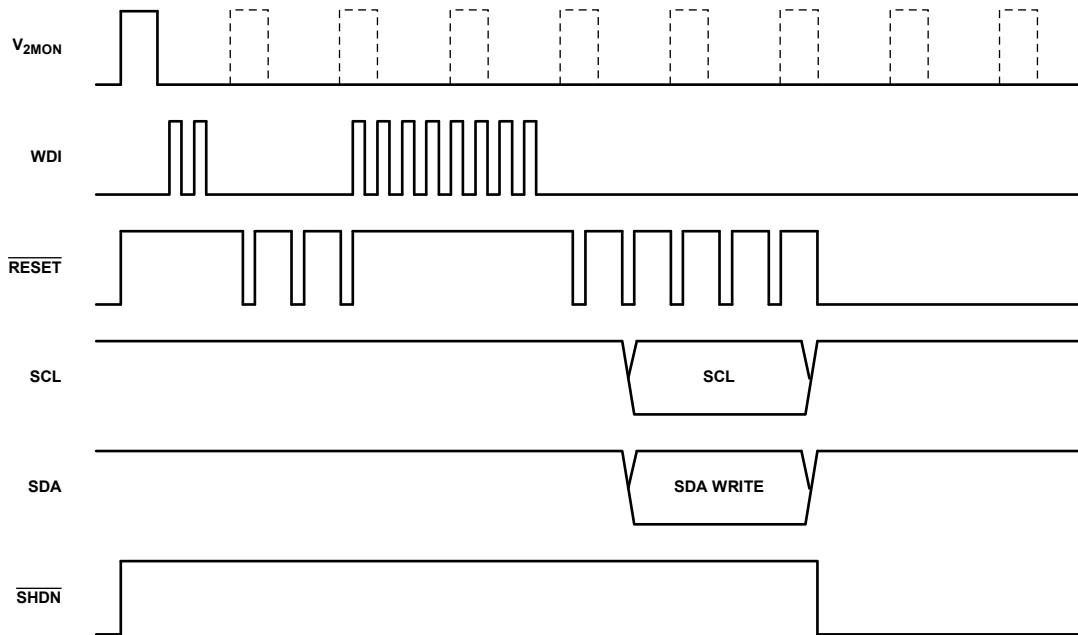 V2MON
WDI
RESET
SCL
SCL
SDA
SDA WRITE
SHDN